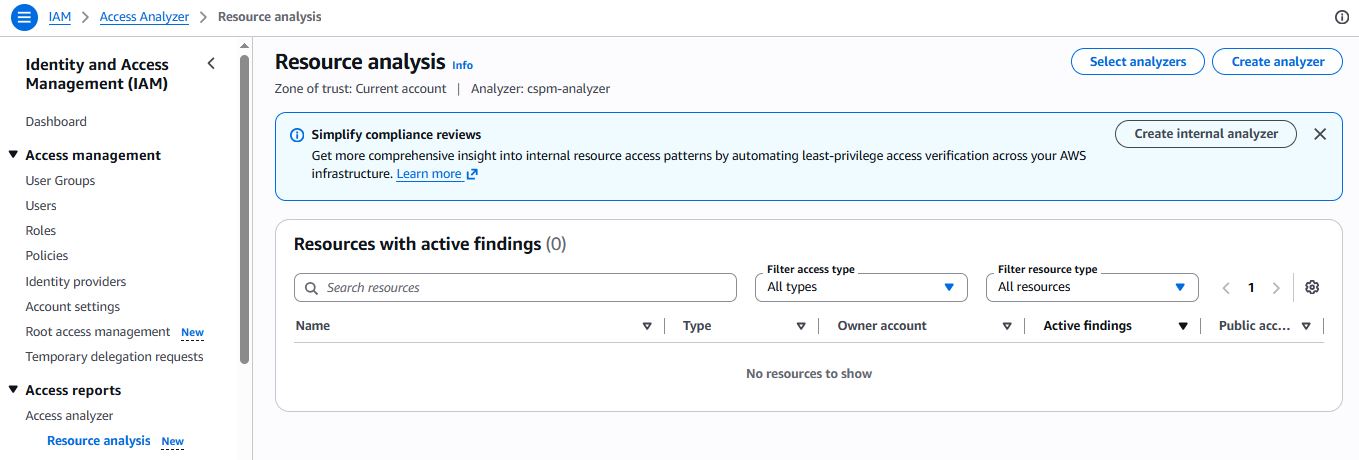 IAM > Access Analyzer > Resource analysis
Identity and Access
Management (IAM)
Dashboard
Access management
User Groups
Users
Roles
Policies
Identity providers
Account settings
Root access management New
Temporary delegation requests
Access reports
Access analyzer
Resource analysis New
Resource analysis Info
Select analyzers
Create analyzer
Zone of trust: Current account | Analyzer: cspm-analyzer
Simplify compliance reviews
Create internal analyzer
Get more comprehensive insight into internal resource access patterns by automating least-privilege access verification across your AWS
infrastructure. Learn more
Resources with active findings (0)
Search resources
Filter access type
All types
Filter resource type
All resources
1
Name Type Owner account Active findings Public acc...
No resources to show